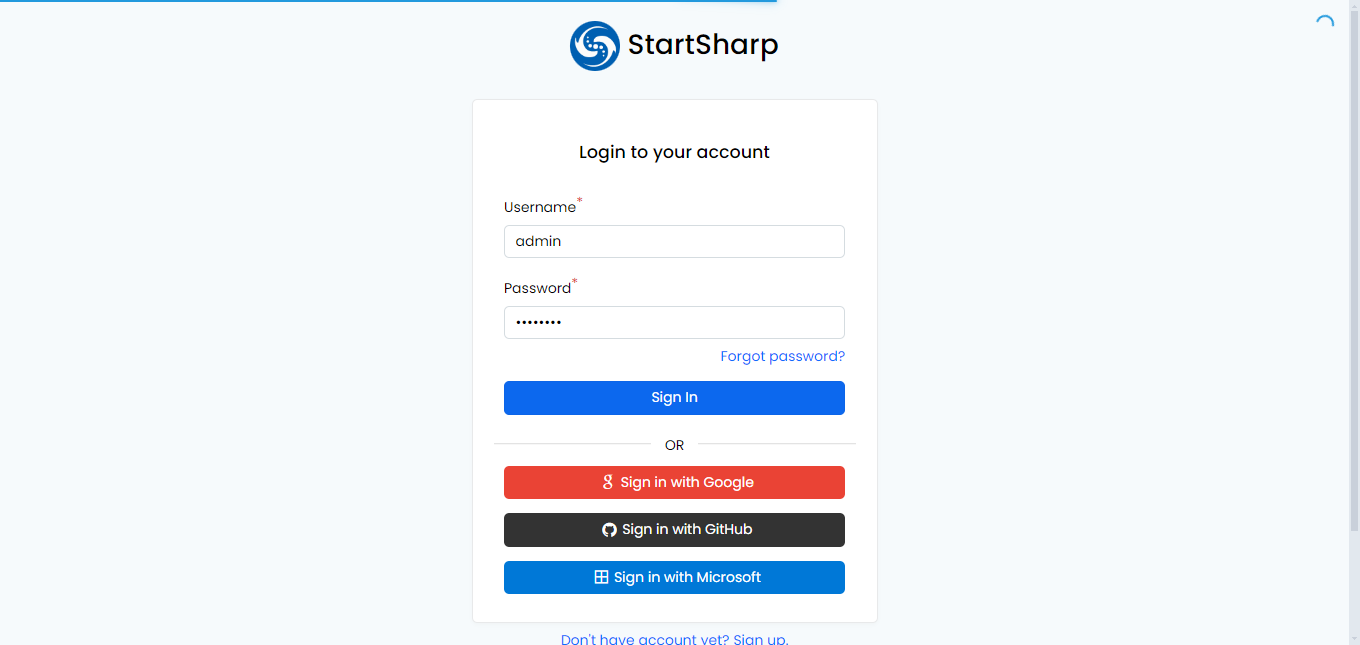 StartSharp
Login to your account
Username*
admin
Password*
••••••••
Forgot password?
Sign In
OR
Sign in with Google
Sign in with GitHub
Sign in with Microsoft
Don't have account yet? Sign up.